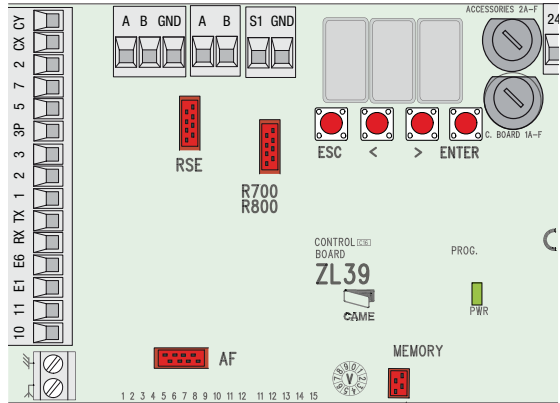 ACCESSORIES 2A-F
A B GND
A B
S1 GND
24
CY
CX
2
7
5
3P
3
2
1
TX
RX
E6
E1
11
10
C. BOARD 1A-F
ESC < > ENTER
RSE
R700
R800
CONTROL
BOARD
ZL39
CAME
PROG.
PWR
AF
MEMORY
V
1 2 3 4 5 6 7 8 9 10 11 12 11 12 13 14 15